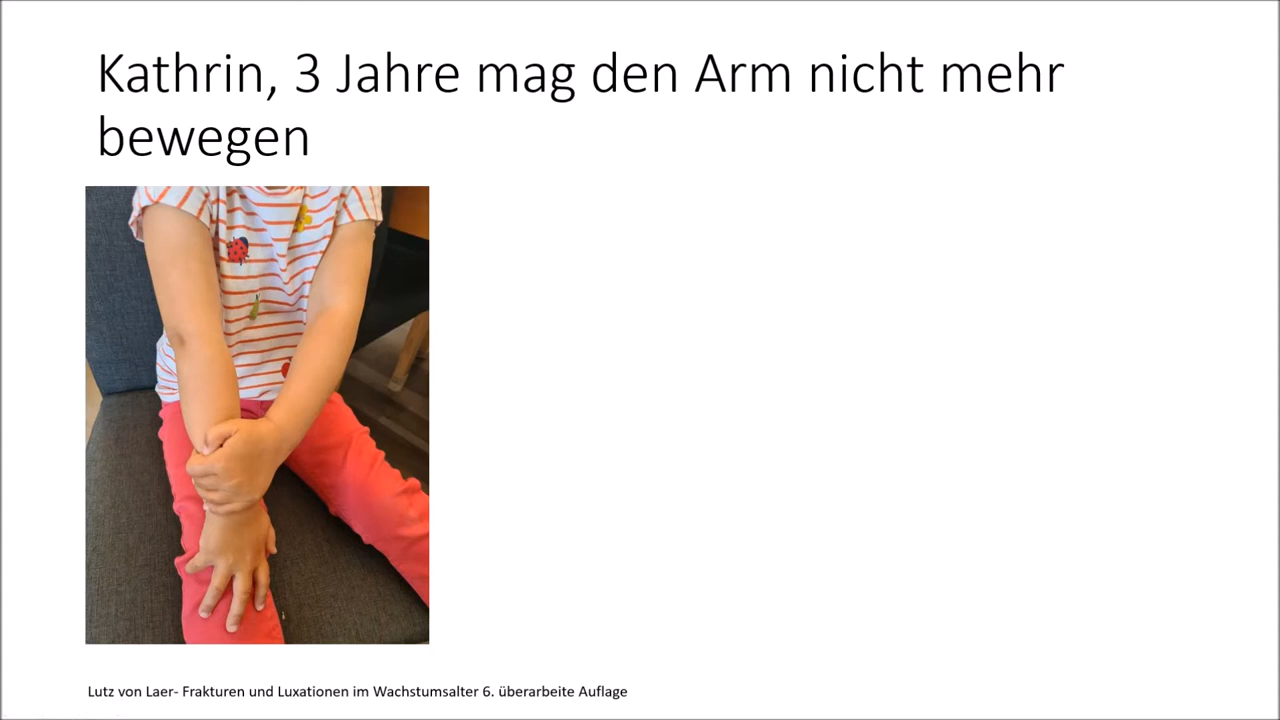 Kathrin, 3 Jahre mag den Arm nicht mehr
bewegen
Lutz von Laer- Frakturen und Luxationen im Wachstumsalter 6. überarbeite Auflage